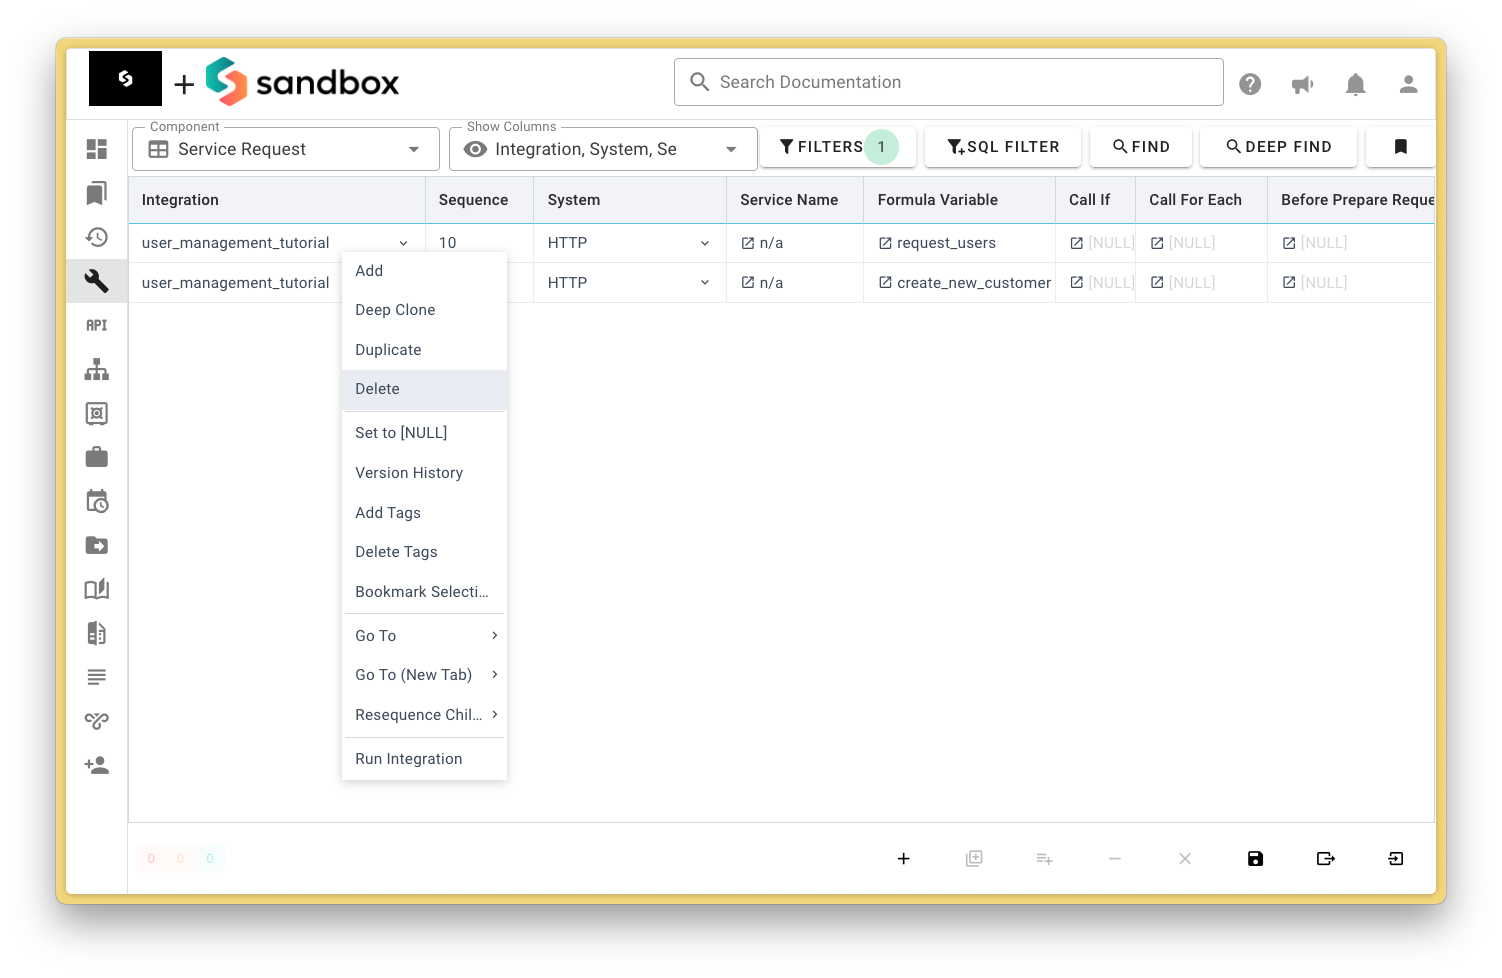 + sandbox
Search Documentation
Component
Service Request
Show Columns
Integration, System, Se
FILTERS 1
SQL FILTER
FIND
DEEP FIND
Integration Sequence System Service Name Formula Variable Call If Call For Each Before Prepare Reque
user_management_tutorial 10 HTTP n/a request_users [NULL] [NULL] [NULL]
user_management_tutorial HTTP n/a create_new_customer [NULL] [NULL] [NULL]
Add
Deep Clone
Duplicate
Delete
Set to [NULL]
Version History
Add Tags
Delete Tags
Bookmark Selecti...
Go To
Go To (New Tab)
Resequence Chil...
Run Integration
API
0 0 0